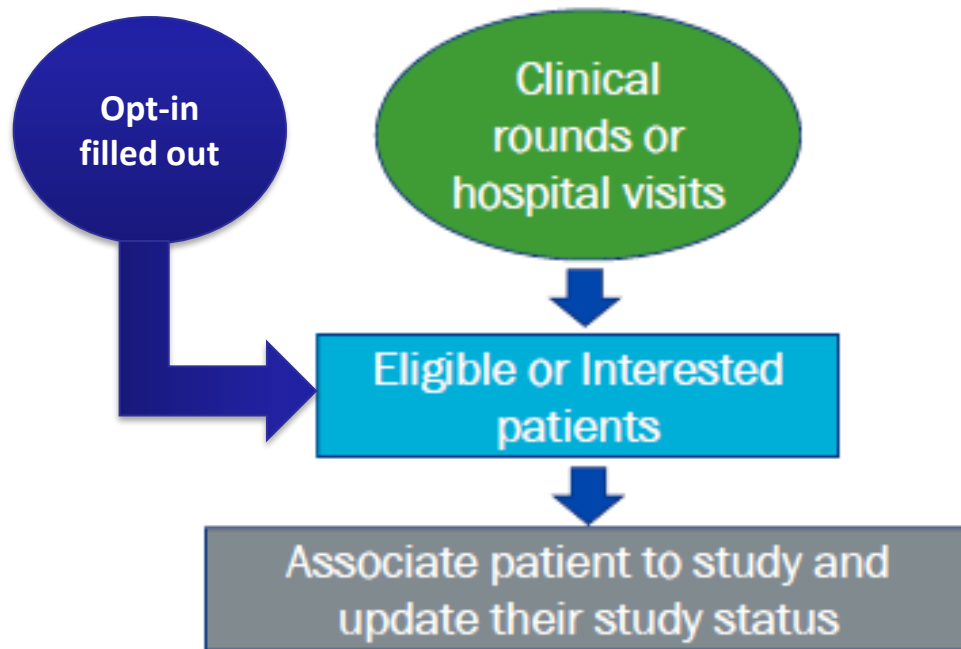 Opt-in
filled out
Clinical
rounds or
hospital visits
Eligible or Interested
patients
Associate patient to study and
update their study status